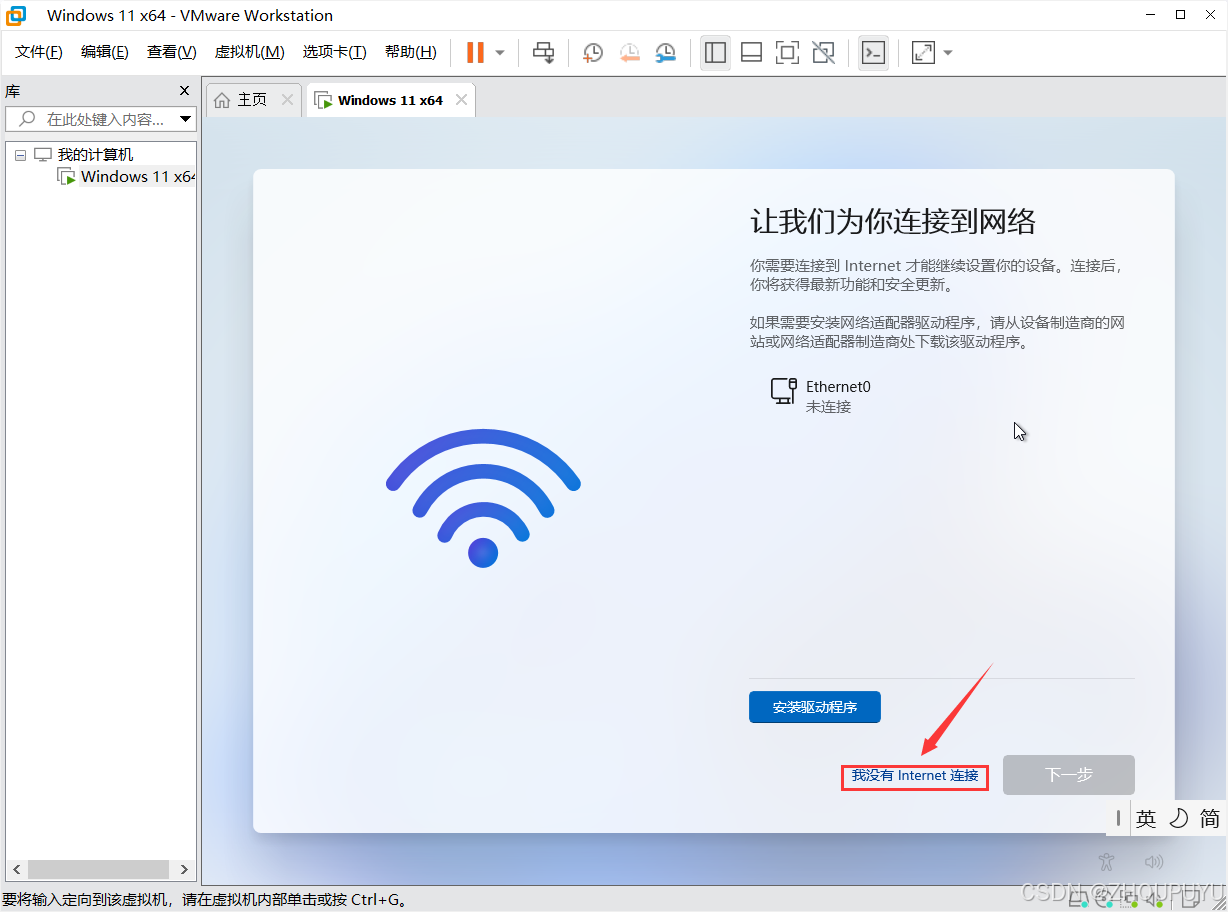 Windows 11 x64 - VMware Workstation
文件(F) 编辑(E) 查看(V) 虚拟机(M) 选项卡(T) 帮助(H)
库
主页
Windows 11 x64
在此处键入内容...
我的计算机
Windows 11 x64
让我们为你连接到网络
你需要连接到 Internet 才能继续设置你的设备。连接后，
你将获得最新功能和安全更新。
如果需要安装网络适配器驱动程序，请从设备制造商的网
站或网络适配器制造商处下载该驱动程序。
Ethernet0
未连接
安装驱动程序
我没有 Internet 连接
下一步
英 简
要将输入定向到该虚拟机，请在虚拟机内部单击或按 Ctrl+G。
CSDN @ZHOUPUYU